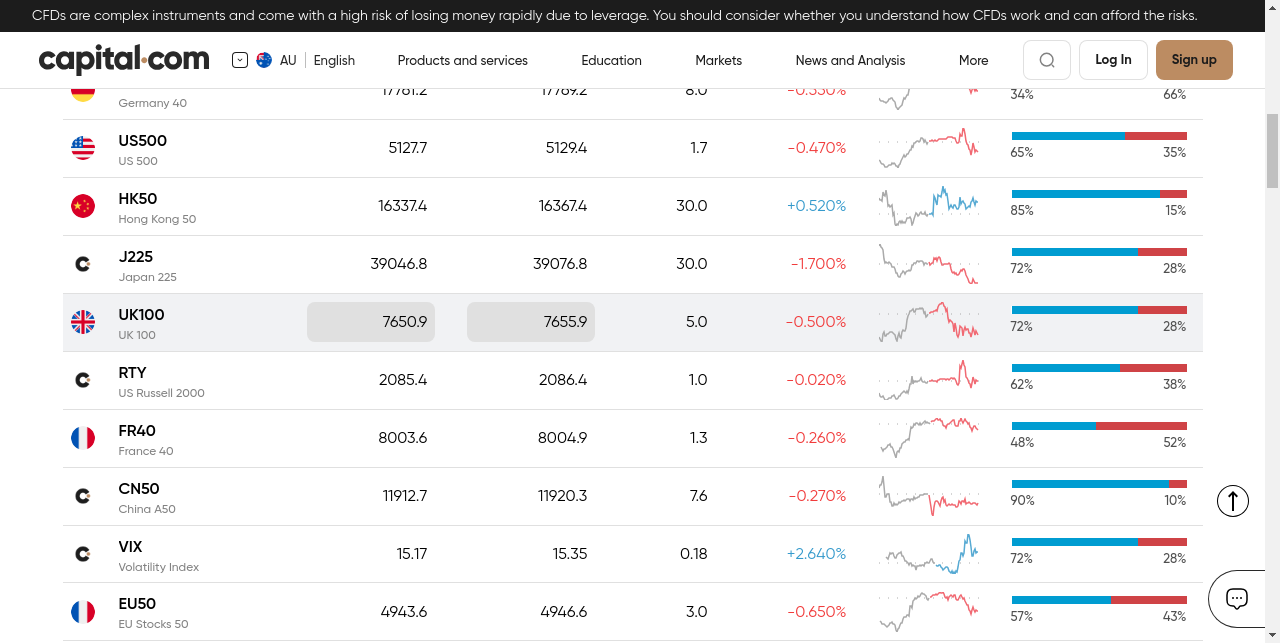 CFDs are complex instruments and come with a high risk of losing money rapidly due to leverage. You should consider whether you understand how CFDs work and can afford the risks.
capital.com AU English Products and services Education Markets News and Analysis More Log In Sign up
17761.2 17769.2 8.0 -0.550%
Germany 40 34% 66%
US500 5127.7 5129.4 1.7 -0.470%
US 500 65% 35%
HK50 16337.4 16367.4 30.0 +0.520%
Hong Kong 50 85% 15%
J225 39046.8 39076.8 30.0 -1.700%
Japan 225 72% 28%
UK100 7650.9 7655.9 5.0 -0.500%
UK 100 72% 28%
RTY 2085.4 2086.4 1.0 -0.020%
US Russell 2000 62% 38%
FR40 8003.6 8004.9 1.3 -0.260%
France 40 48% 52%
CN50 11912.7 11920.3 7.6 -0.270%
China A50 90% 10%
VIX 15.17 15.35 0.18 +2.640%
Volatility Index 72% 28%
EU50 4943.6 4946.6 3.0 -0.650%
EU Stocks 50 57% 43%